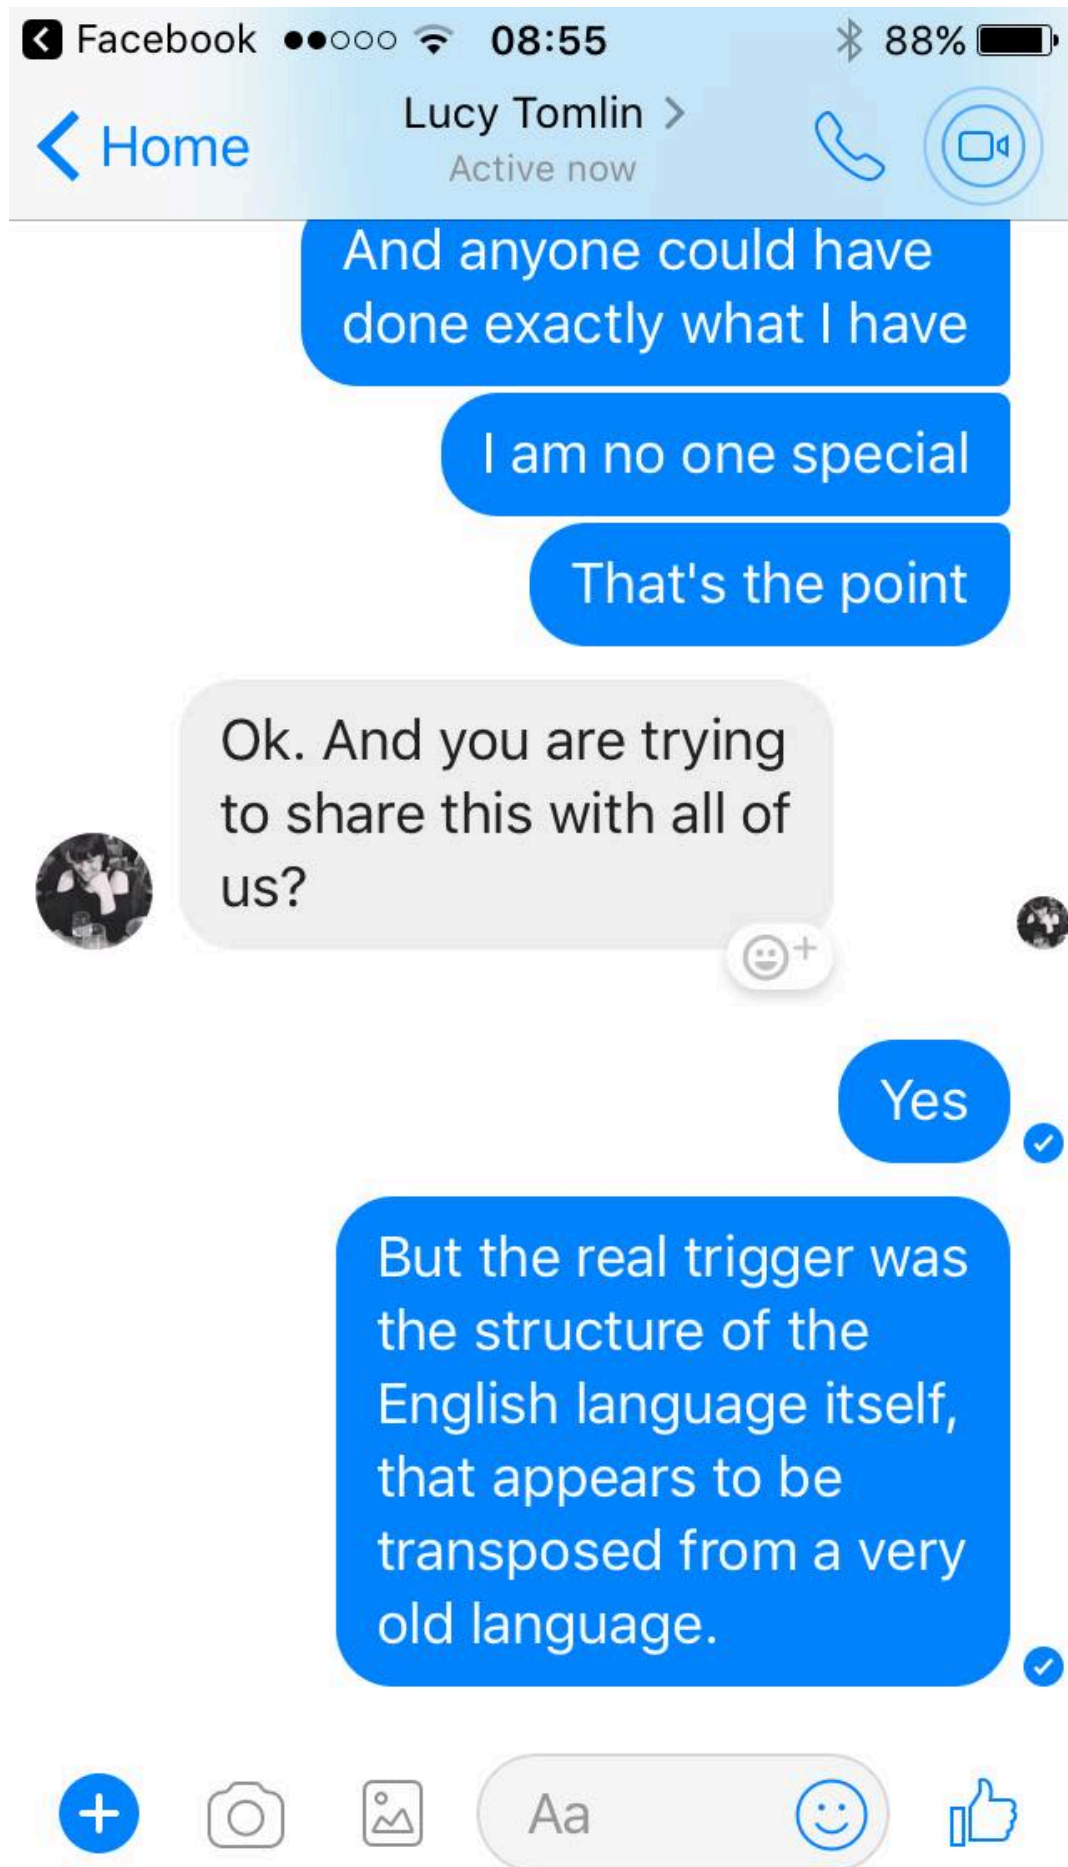 Facebook 08:55 88%
Home
Lucy Tomlin
Active now
And anyone could have
done exactly what I have
I am no one special
That's the point
Ok. And you are trying
to share this with all of
us?
Yes
But the real trigger was
the structure of the
English language itself,
that appears to be
transposed from a very
old language.
Aa